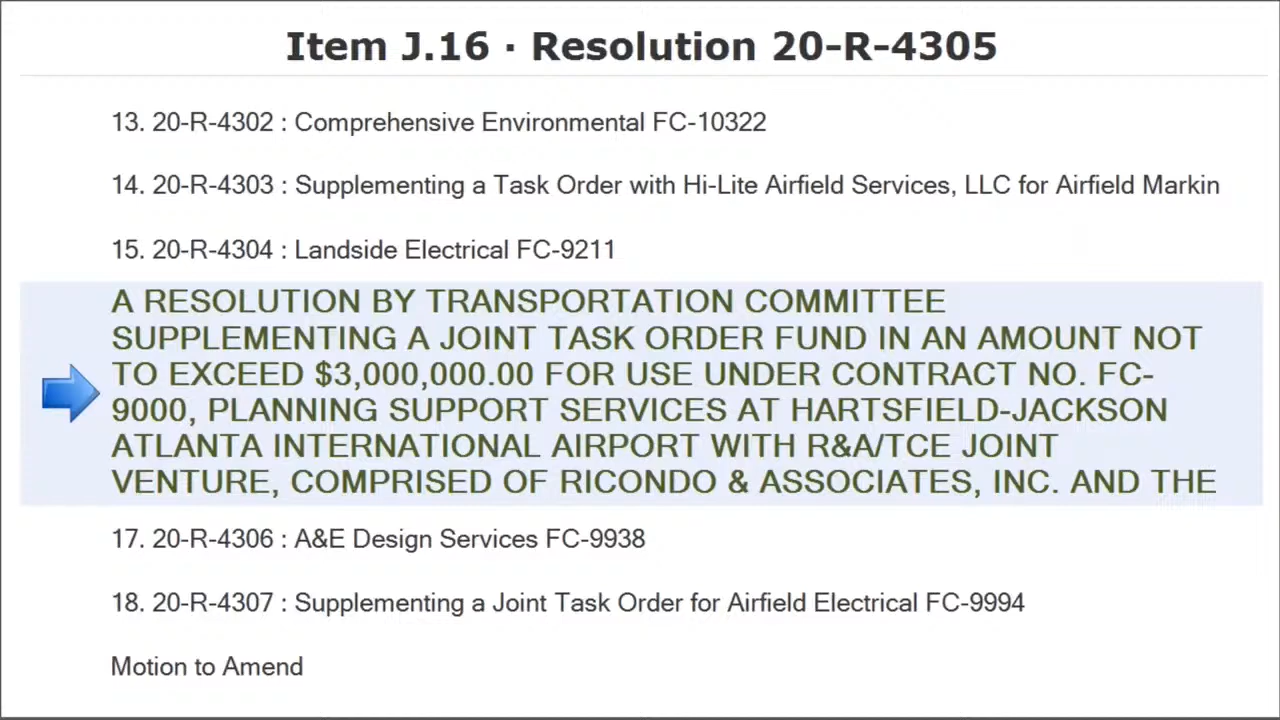 Item J.16 · Resolution 20-R-4305
13. 20-R-4302 : Comprehensive Environmental FC-10322
14. 20-R-4303 : Supplementing a Task Order with Hi-Lite Airfield Services, LLC for Airfield Markin
15. 20-R-4304 : Landside Electrical FC-9211
A RESOLUTION BY TRANSPORTATION COMMITTEE
SUPPLEMENTING A JOINT TASK ORDER FUND IN AN AMOUNT NOT
TO EXCEED $3,000,000.00 FOR USE UNDER CONTRACT NO. FC-
9000, PLANNING SUPPORT SERVICES AT HARTSFIELD-JACKSON
ATLANTA INTERNATIONAL AIRPORT WITH R&A/TCE JOINT
VENTURE, COMPRISED OF RICONDO & ASSOCIATES, INC. AND THE
17. 20-R-4306 : A&E Design Services FC-9938
18. 20-R-4307 : Supplementing a Joint Task Order for Airfield Electrical FC-9994
Motion to Amend